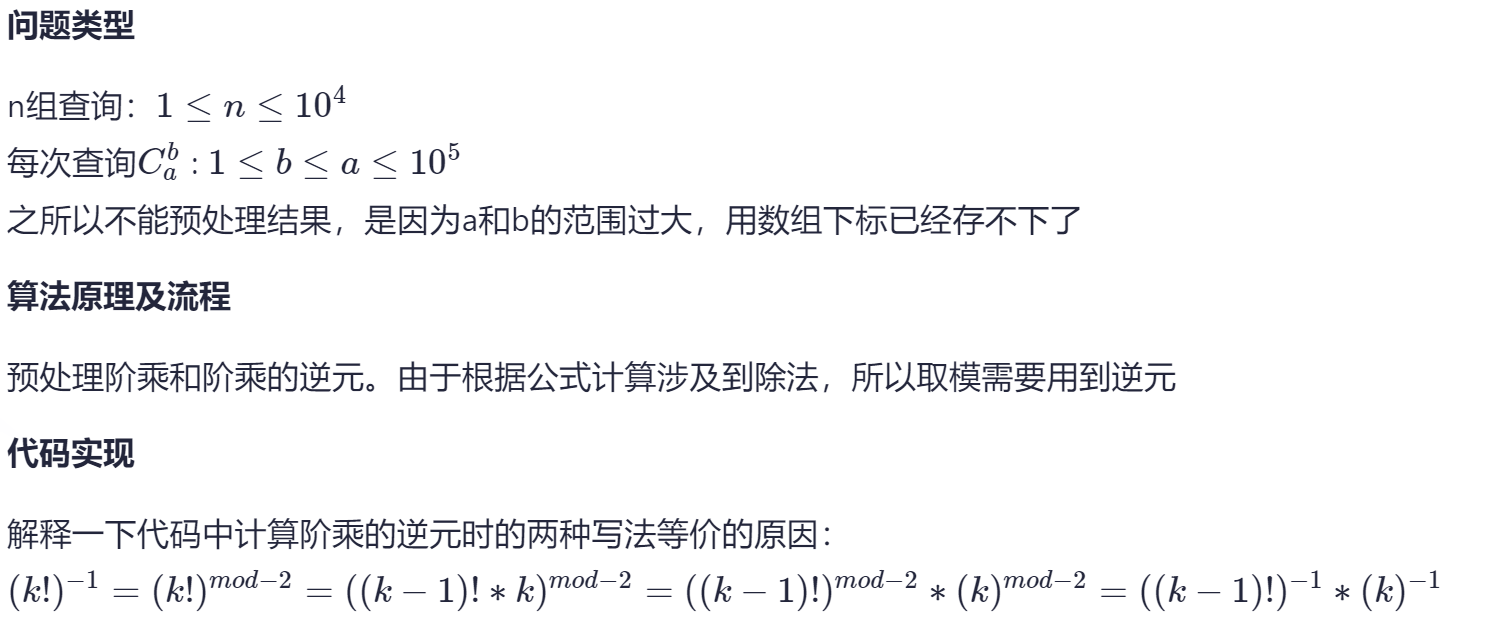 问题类型
n组查询：$1 \le n \le 10^4$
每次查询$C_a^b : 1 \le b \le a \le 10^5$
之所以不能预处理结果，是因为a和b的范围过大，用数组下标已经存不下了
算法原理及流程
预处理阶乘和阶乘的逆元。由于根据公式计算涉及到除法，所以取模需要用到逆元
代码实现
解释一下代码中计算阶乘的逆元时的两种写法等价的原因：
$(k!)^{-1} = (k!)^{mod-2} = ((k-1)! * k)^{mod-2} = ((k-1)!)^{mod-2} * (k)^{mod-2} = ((k-1)!)^{-1} * (k)^{-1}$